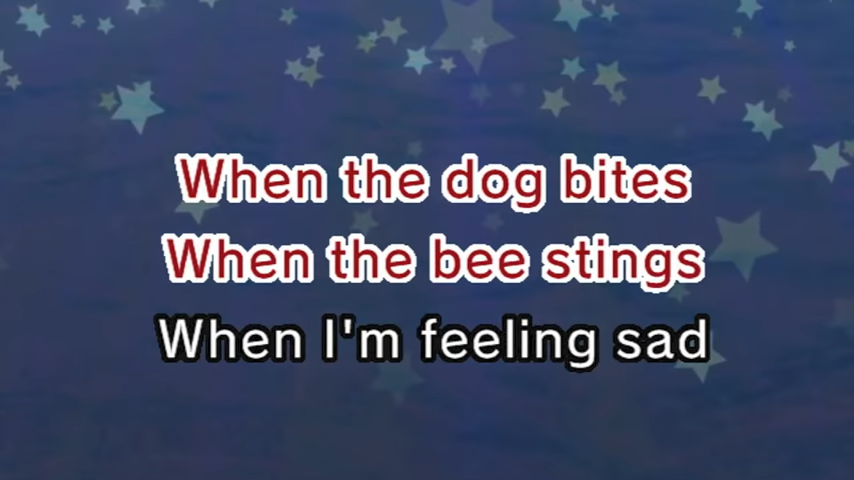 When the dog bites
When the bee stings
When I'm feeling sad